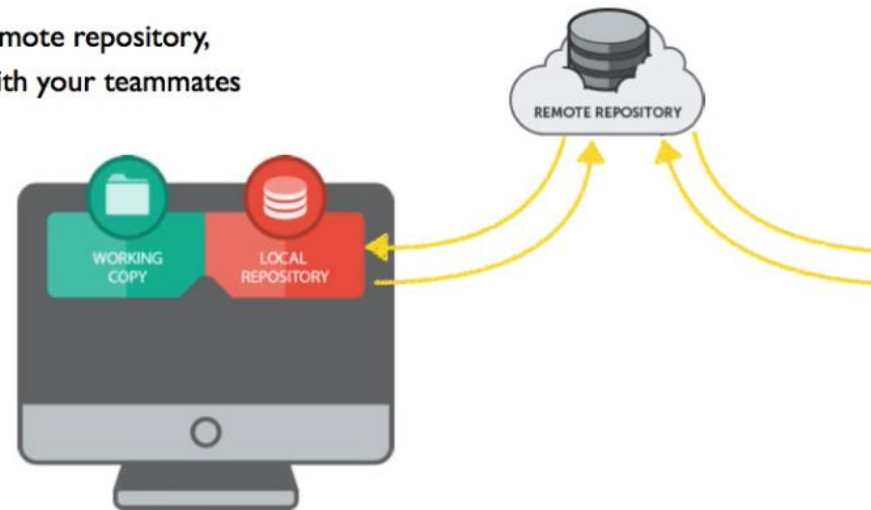 mote repository,
ith your teammates
REMOTE REPOSITORY
WORKING
COPY
LOCAL
REPOSITORY